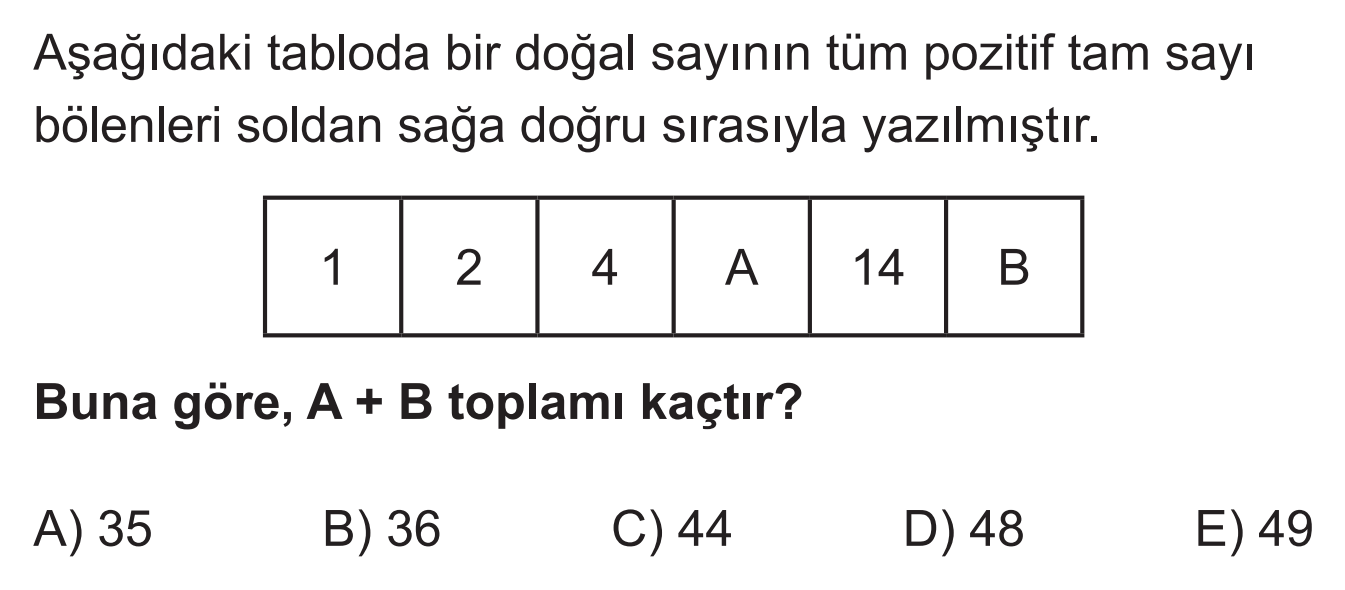 Aşağıdaki tabloda bir doğal sayının tüm pozitif tam sayı
bölenleri soldan sağa doğru sırasıyla yazılmıştır.
1 2 4 A 14 B
Buna göre, A + B toplamı kaçtır?
A) 35 B) 36 C) 44 D) 48 E) 49